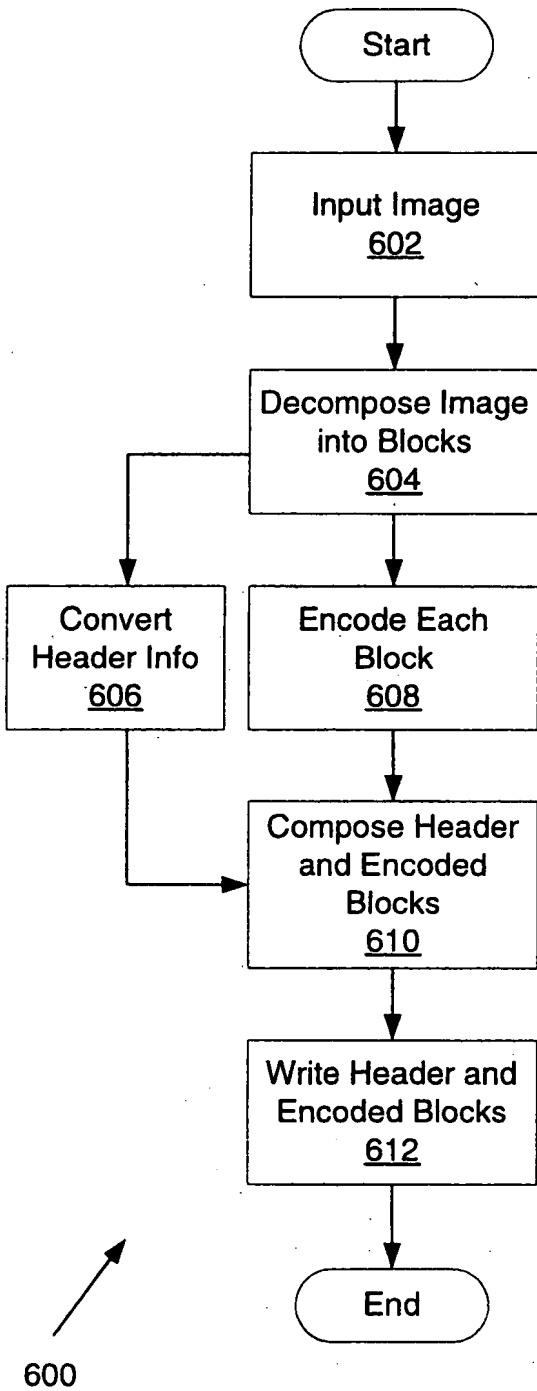 Start
Input Image
602
Decompose Image
into Blocks
604
Convert
Header Info
606
Encode Each
Block
608
Compose Header
and Encoded
Blocks
610
Write Header and
Encoded Blocks
612
End
600